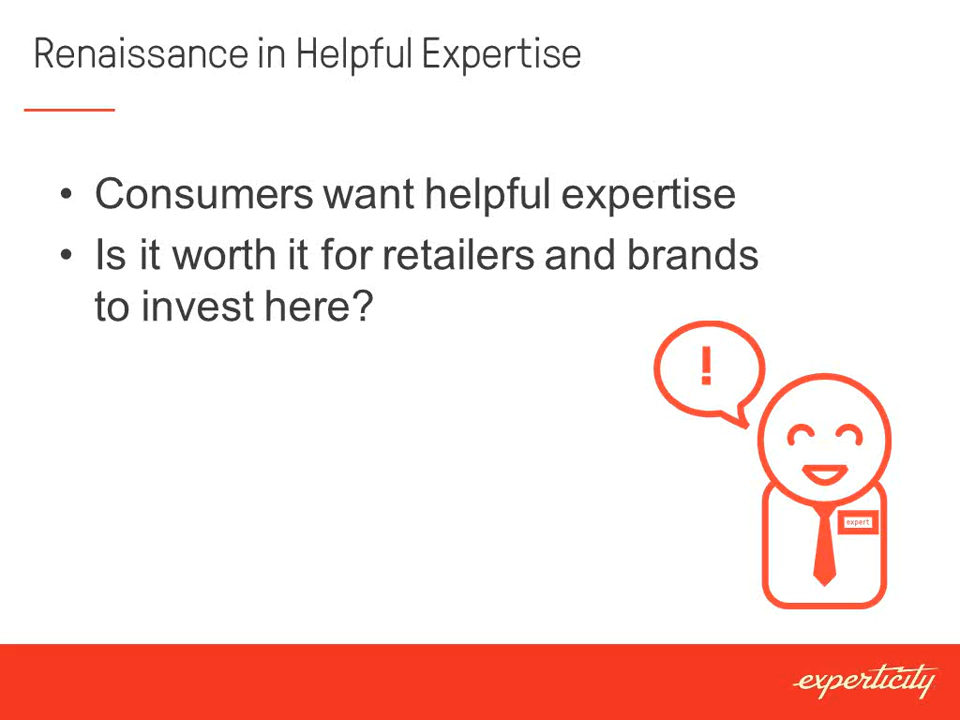 Renaissance in Helpful Expertise
• Consumers want helpful expertise
• Is it worth it for retailers and brands
to invest here?
!
expert
experticity